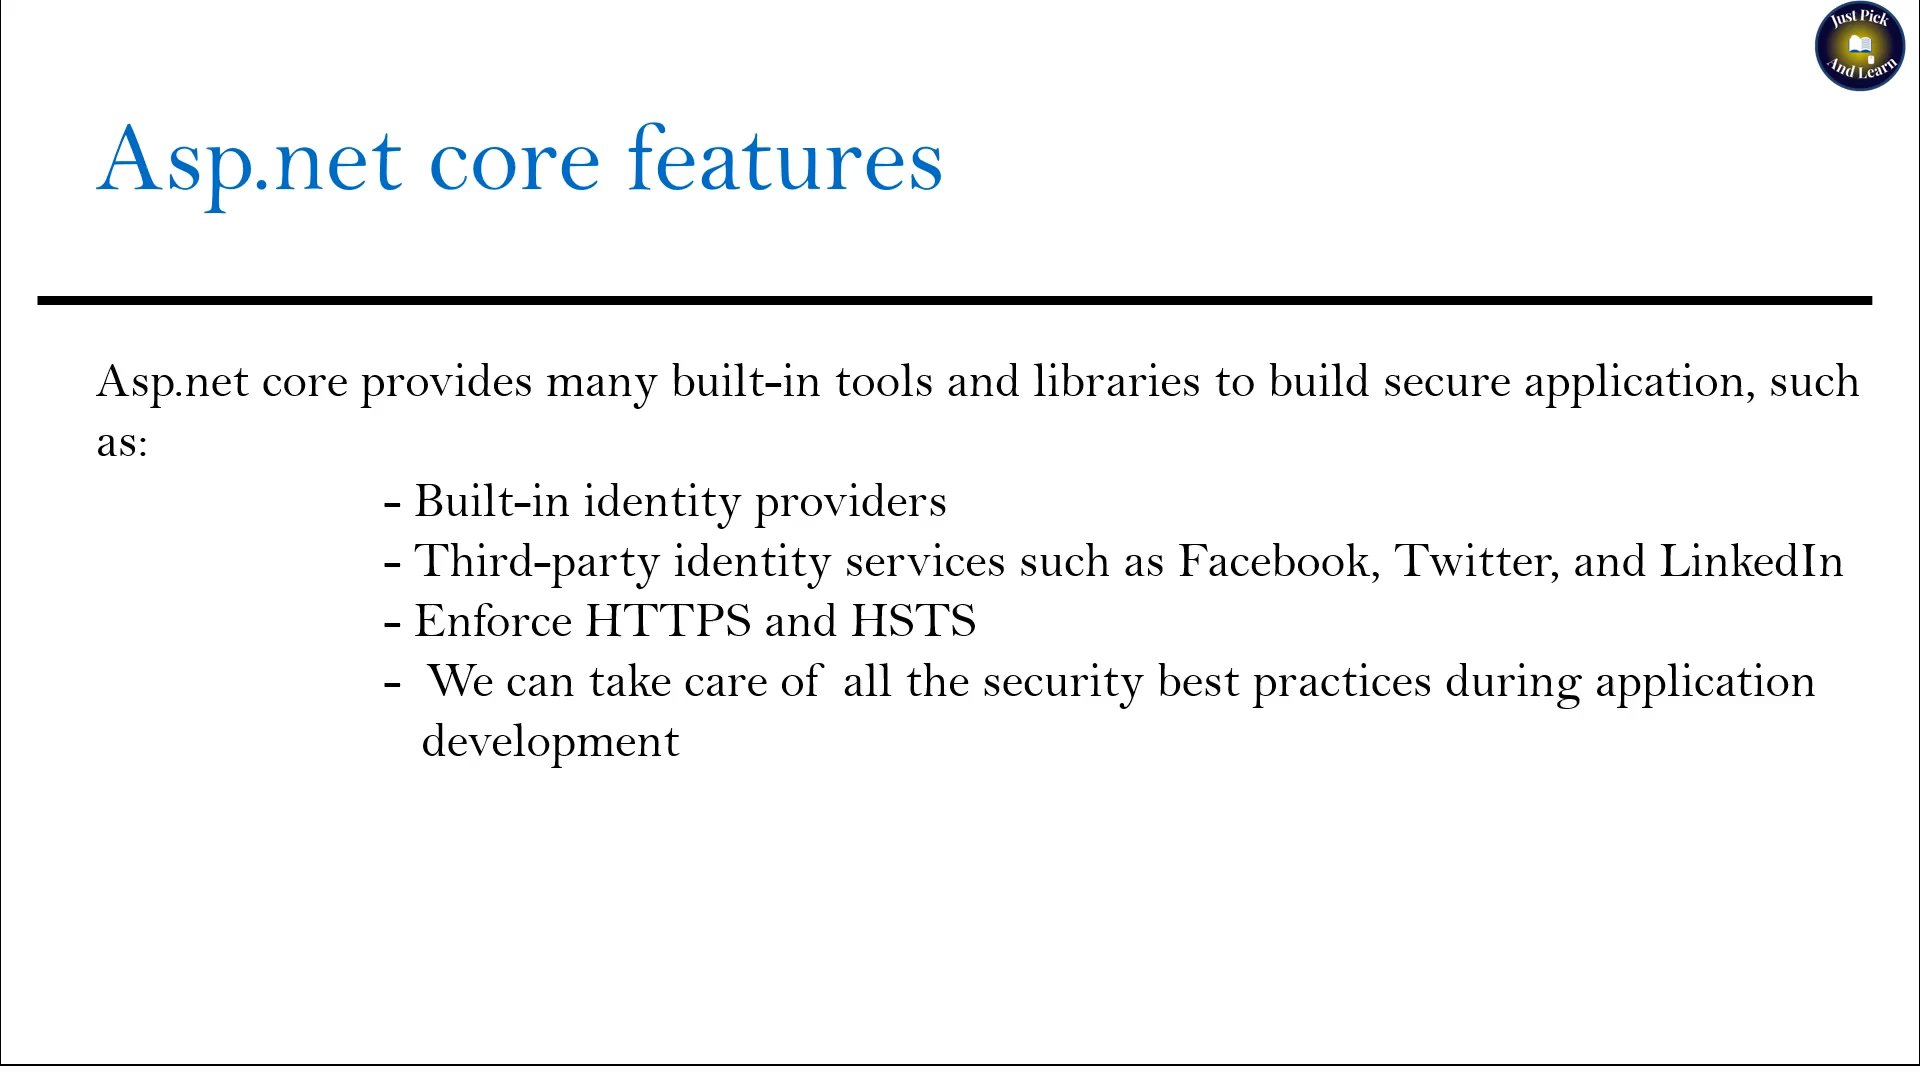 Just Pick
And Learn
Asp.net core features
Asp.net core provides many built-in tools and libraries to build secure application, such
as:
- Built-in identity providers
- Third-party identity services such as Facebook, Twitter, and LinkedIn
- Enforce HTTPS and HSTS
- We can take care of all the security best practices during application
development